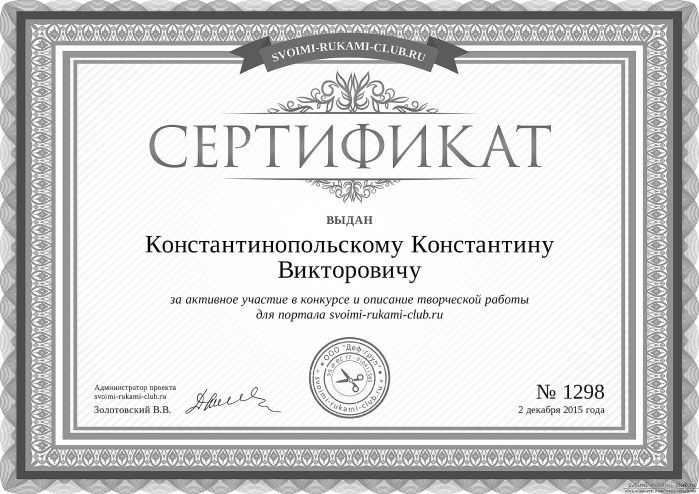 SVOIMI-RUKAMI-CLUB.RU
СЕРТИФИКАТ
ВЫДАН
Константинопольскому Константину
Викторовичу
за активное участие в конкурсе и описание творческой работы
для портала svoimi-rukami-club.ru
ООО "Деф-груп"
svoimi-rukami-club.ru
Администратор проекта
svoimi-rukami-club.ru
Золотовский В.В.
№ 1298
2 декабря 2015 года